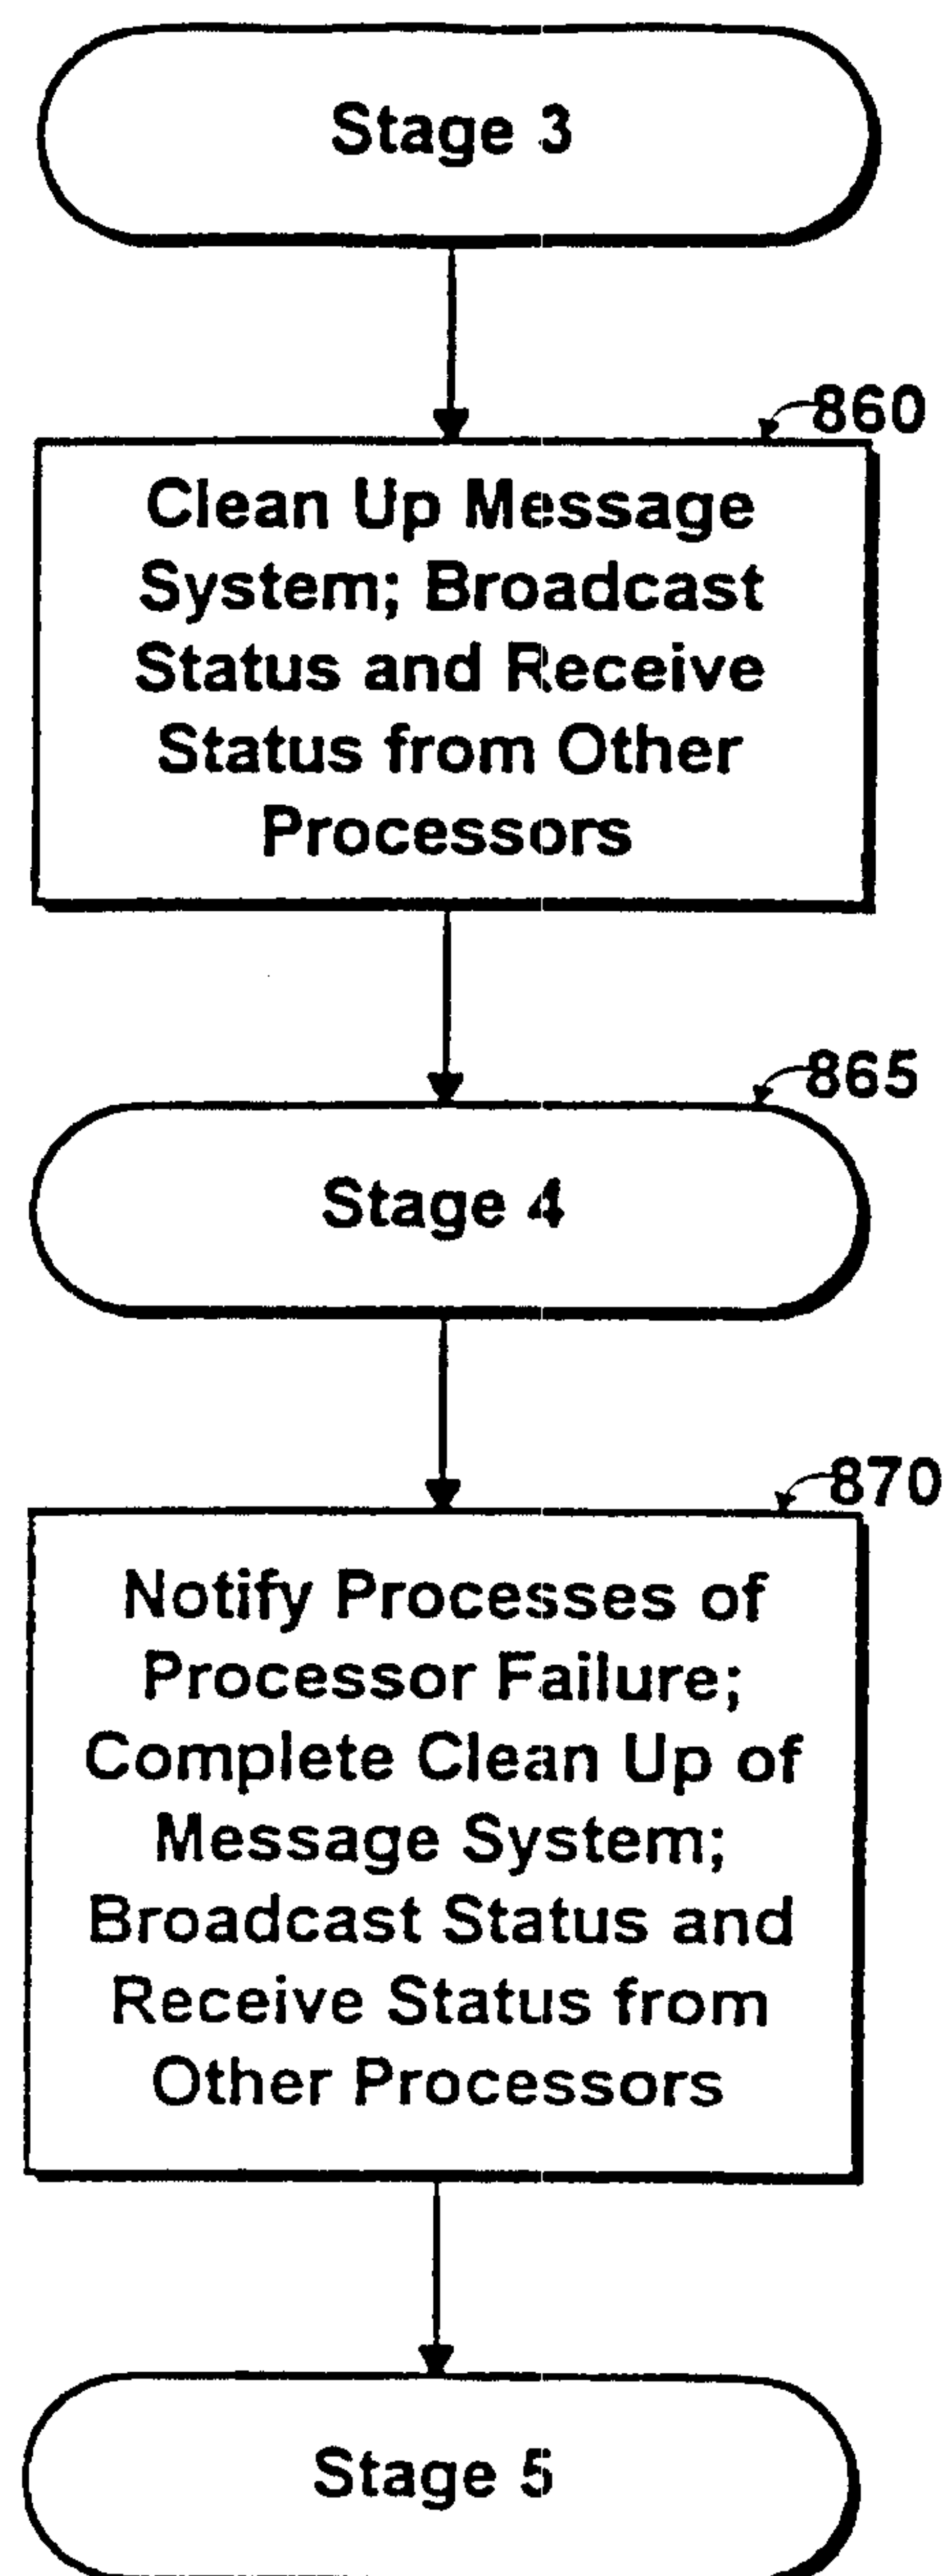 Stage 3
860
Clean Up Message
System; Broadcast
Status and Receive
Status from Other
Processors
865
Stage 4
870
Notify Processes of
Processor Failure;
Complete Clean Up of
Message System;
Broadcast Status and
Receive Status from
Other Processors
Stage 5